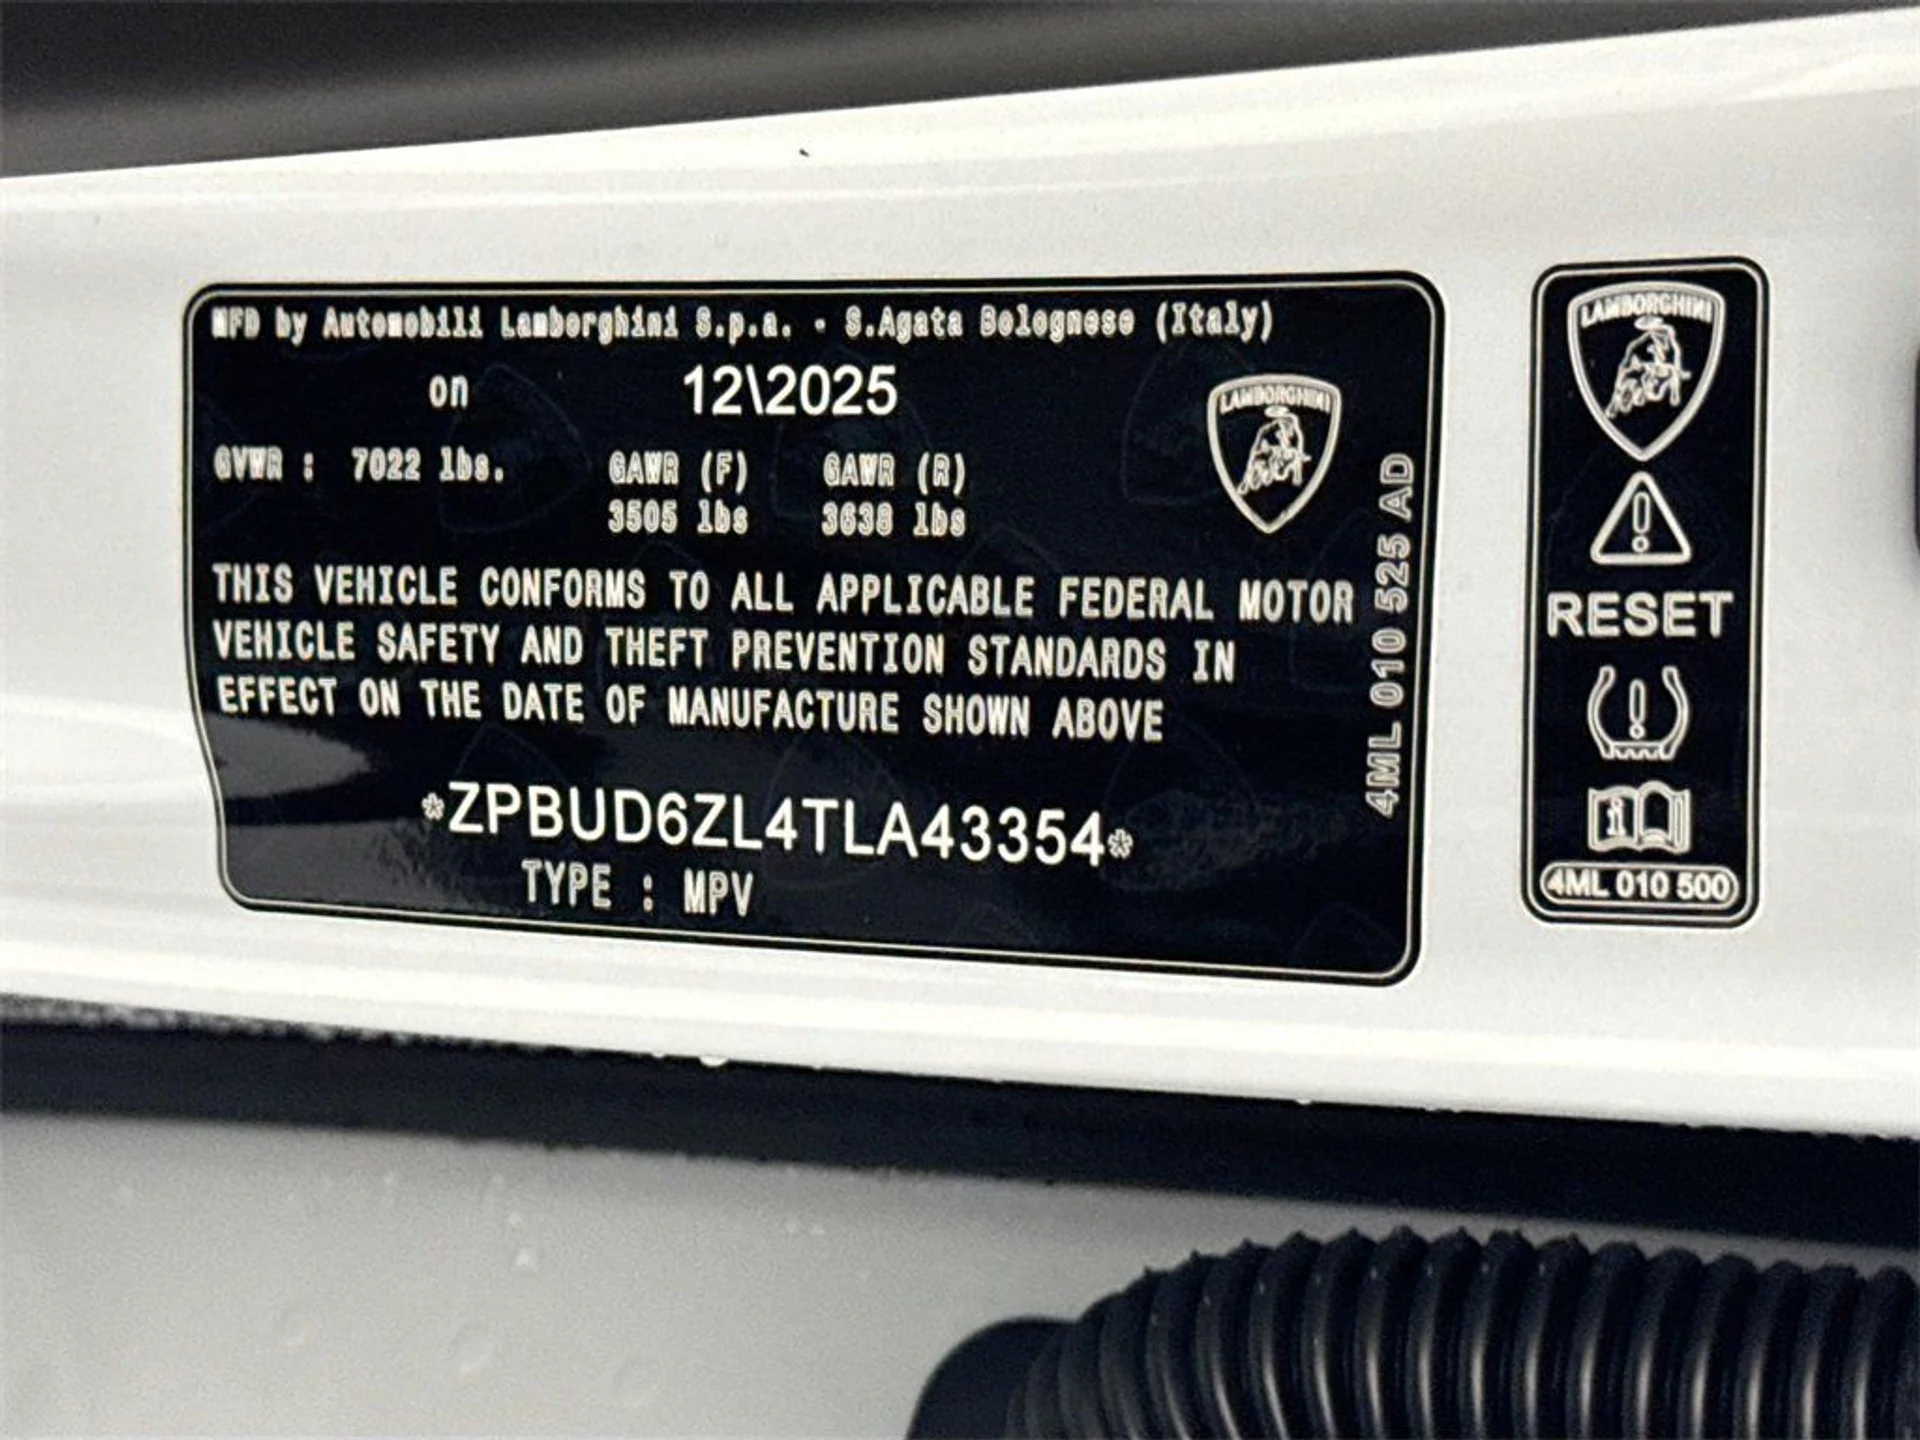 MFD by Automobili Lamborghini S.p.a. · S.Agata Bolognese (Italy)
on 12\2025
GVWR : 7022 lbs. GAWR (F) GAWR (R)
3505 lbs 3638 lbs
LAMBORGHINI
THIS VEHICLE CONFORMS TO ALL APPLICABLE FEDERAL MOTOR
VEHICLE SAFETY AND THEFT PREVENTION STANDARDS IN
EFFECT ON THE DATE OF MANUFACTURE SHOWN ABOVE
*ZPBUD6ZL4TLA43354*
TYPE : MPV
4ML 010 525 AD
LAMBORGHINI
RESET
4ML 010 500